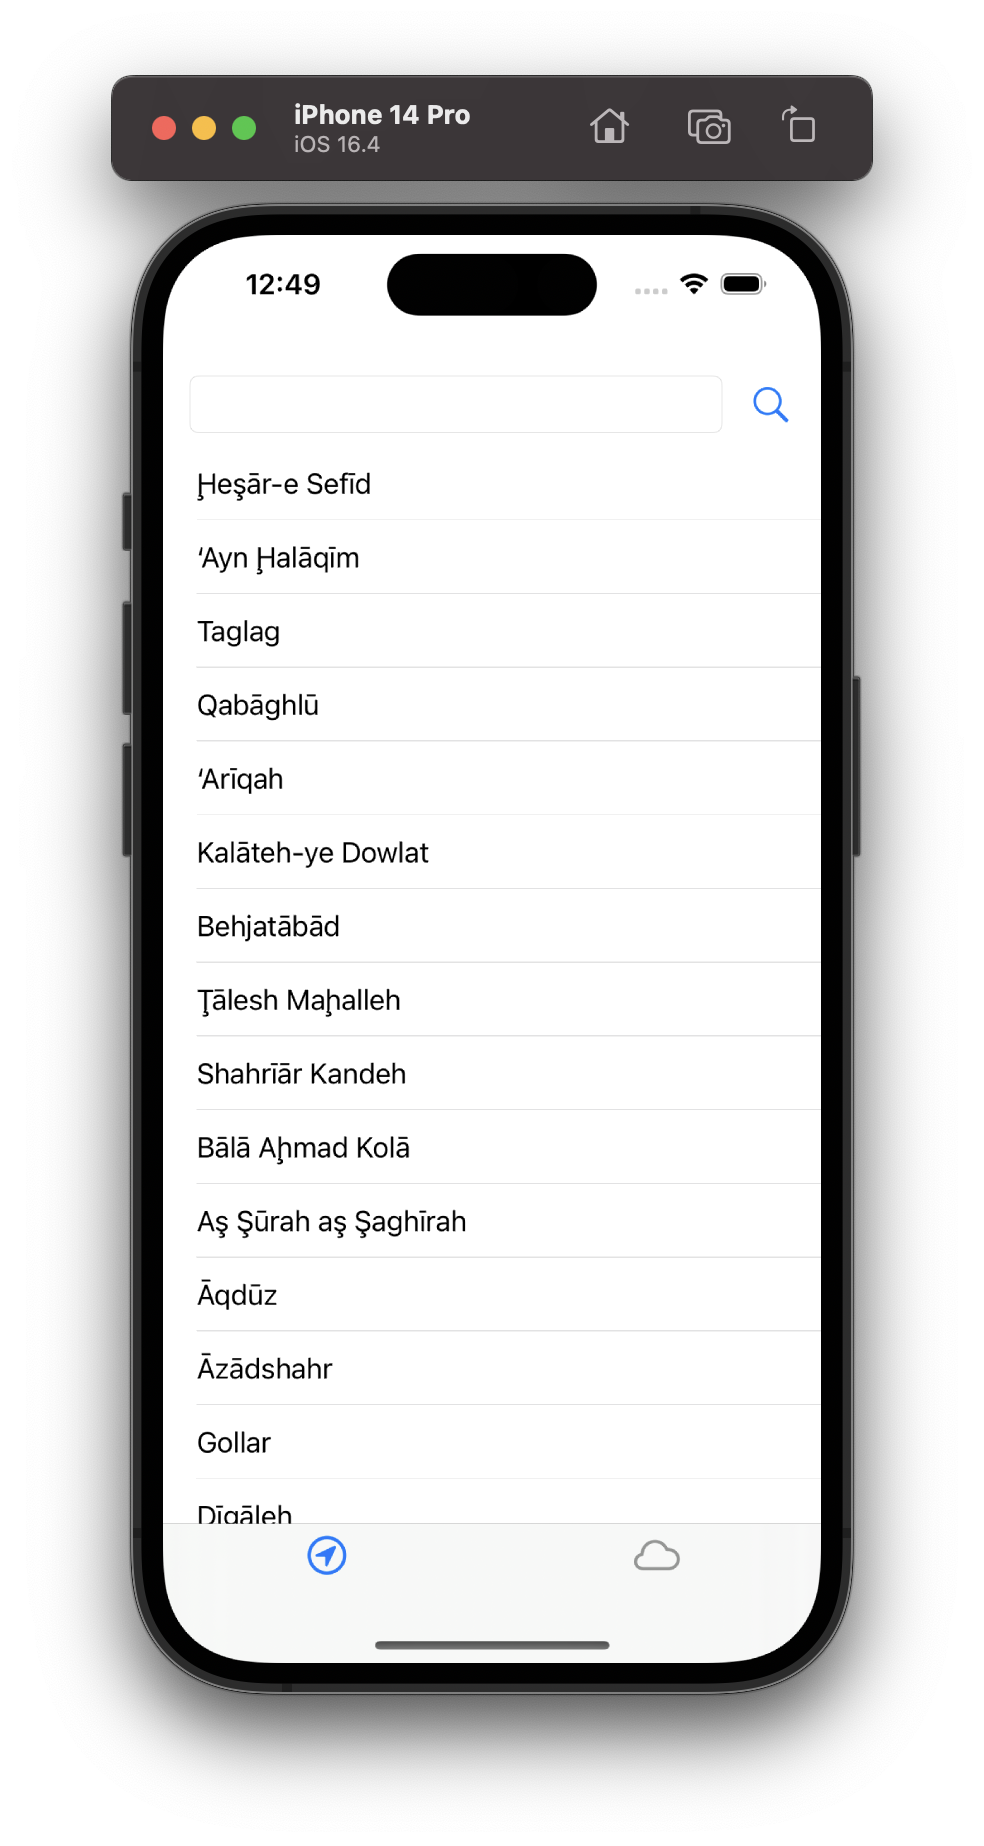 iPhone 14 Pro
iOS 16.4
12:49
Ḩeşār-e Sefīd
‘Ayn Ḩalāqīm
Taglag
Qabāghlū
‘Arīqah
Kalāteh-ye Dowlat
Behjatābād
Ţālesh Maḩalleh
Shahrīār Kandeh
Bālā Aḩmad Kolā
Aş Şūrah aş Şaghīrah
Āqdūz
Āzādshahr
Gollar
Dīgāleh